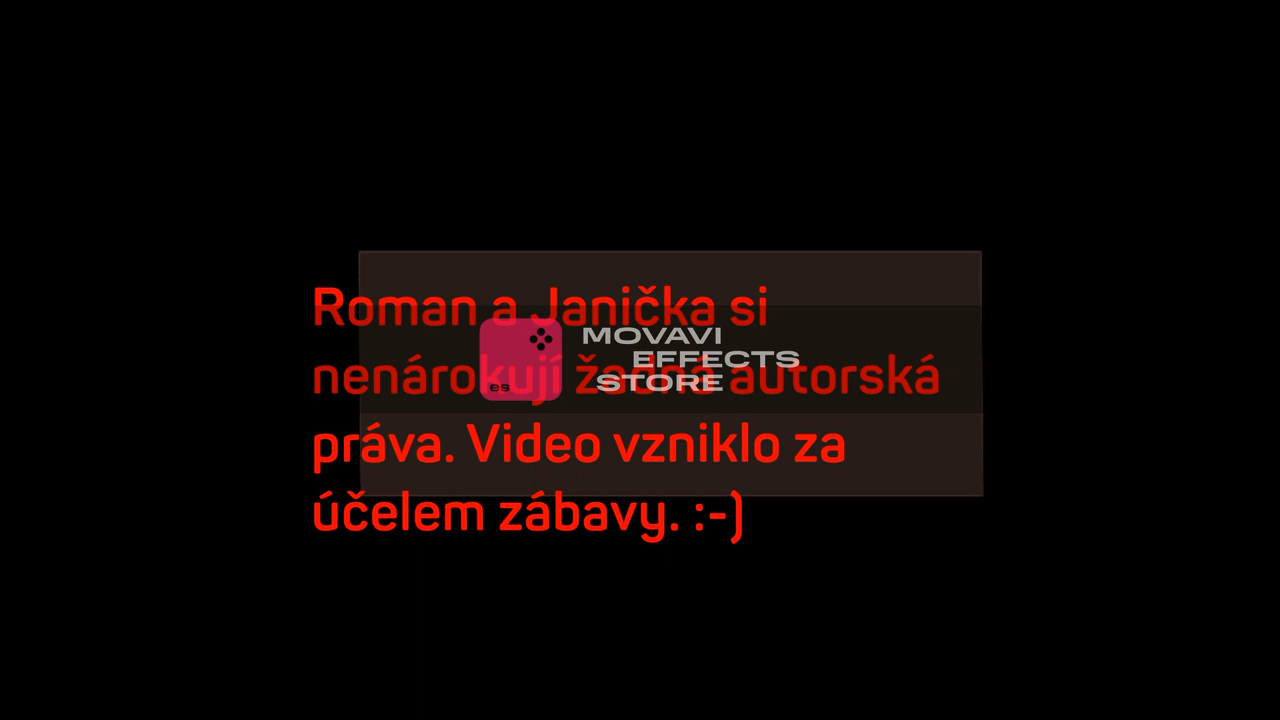 Roman a Janička si
nenárokují žádná autorská
práva. Video vzniklo za
účelem zábavy. :-)
es
MOVAVI
EFFECTS
STORE